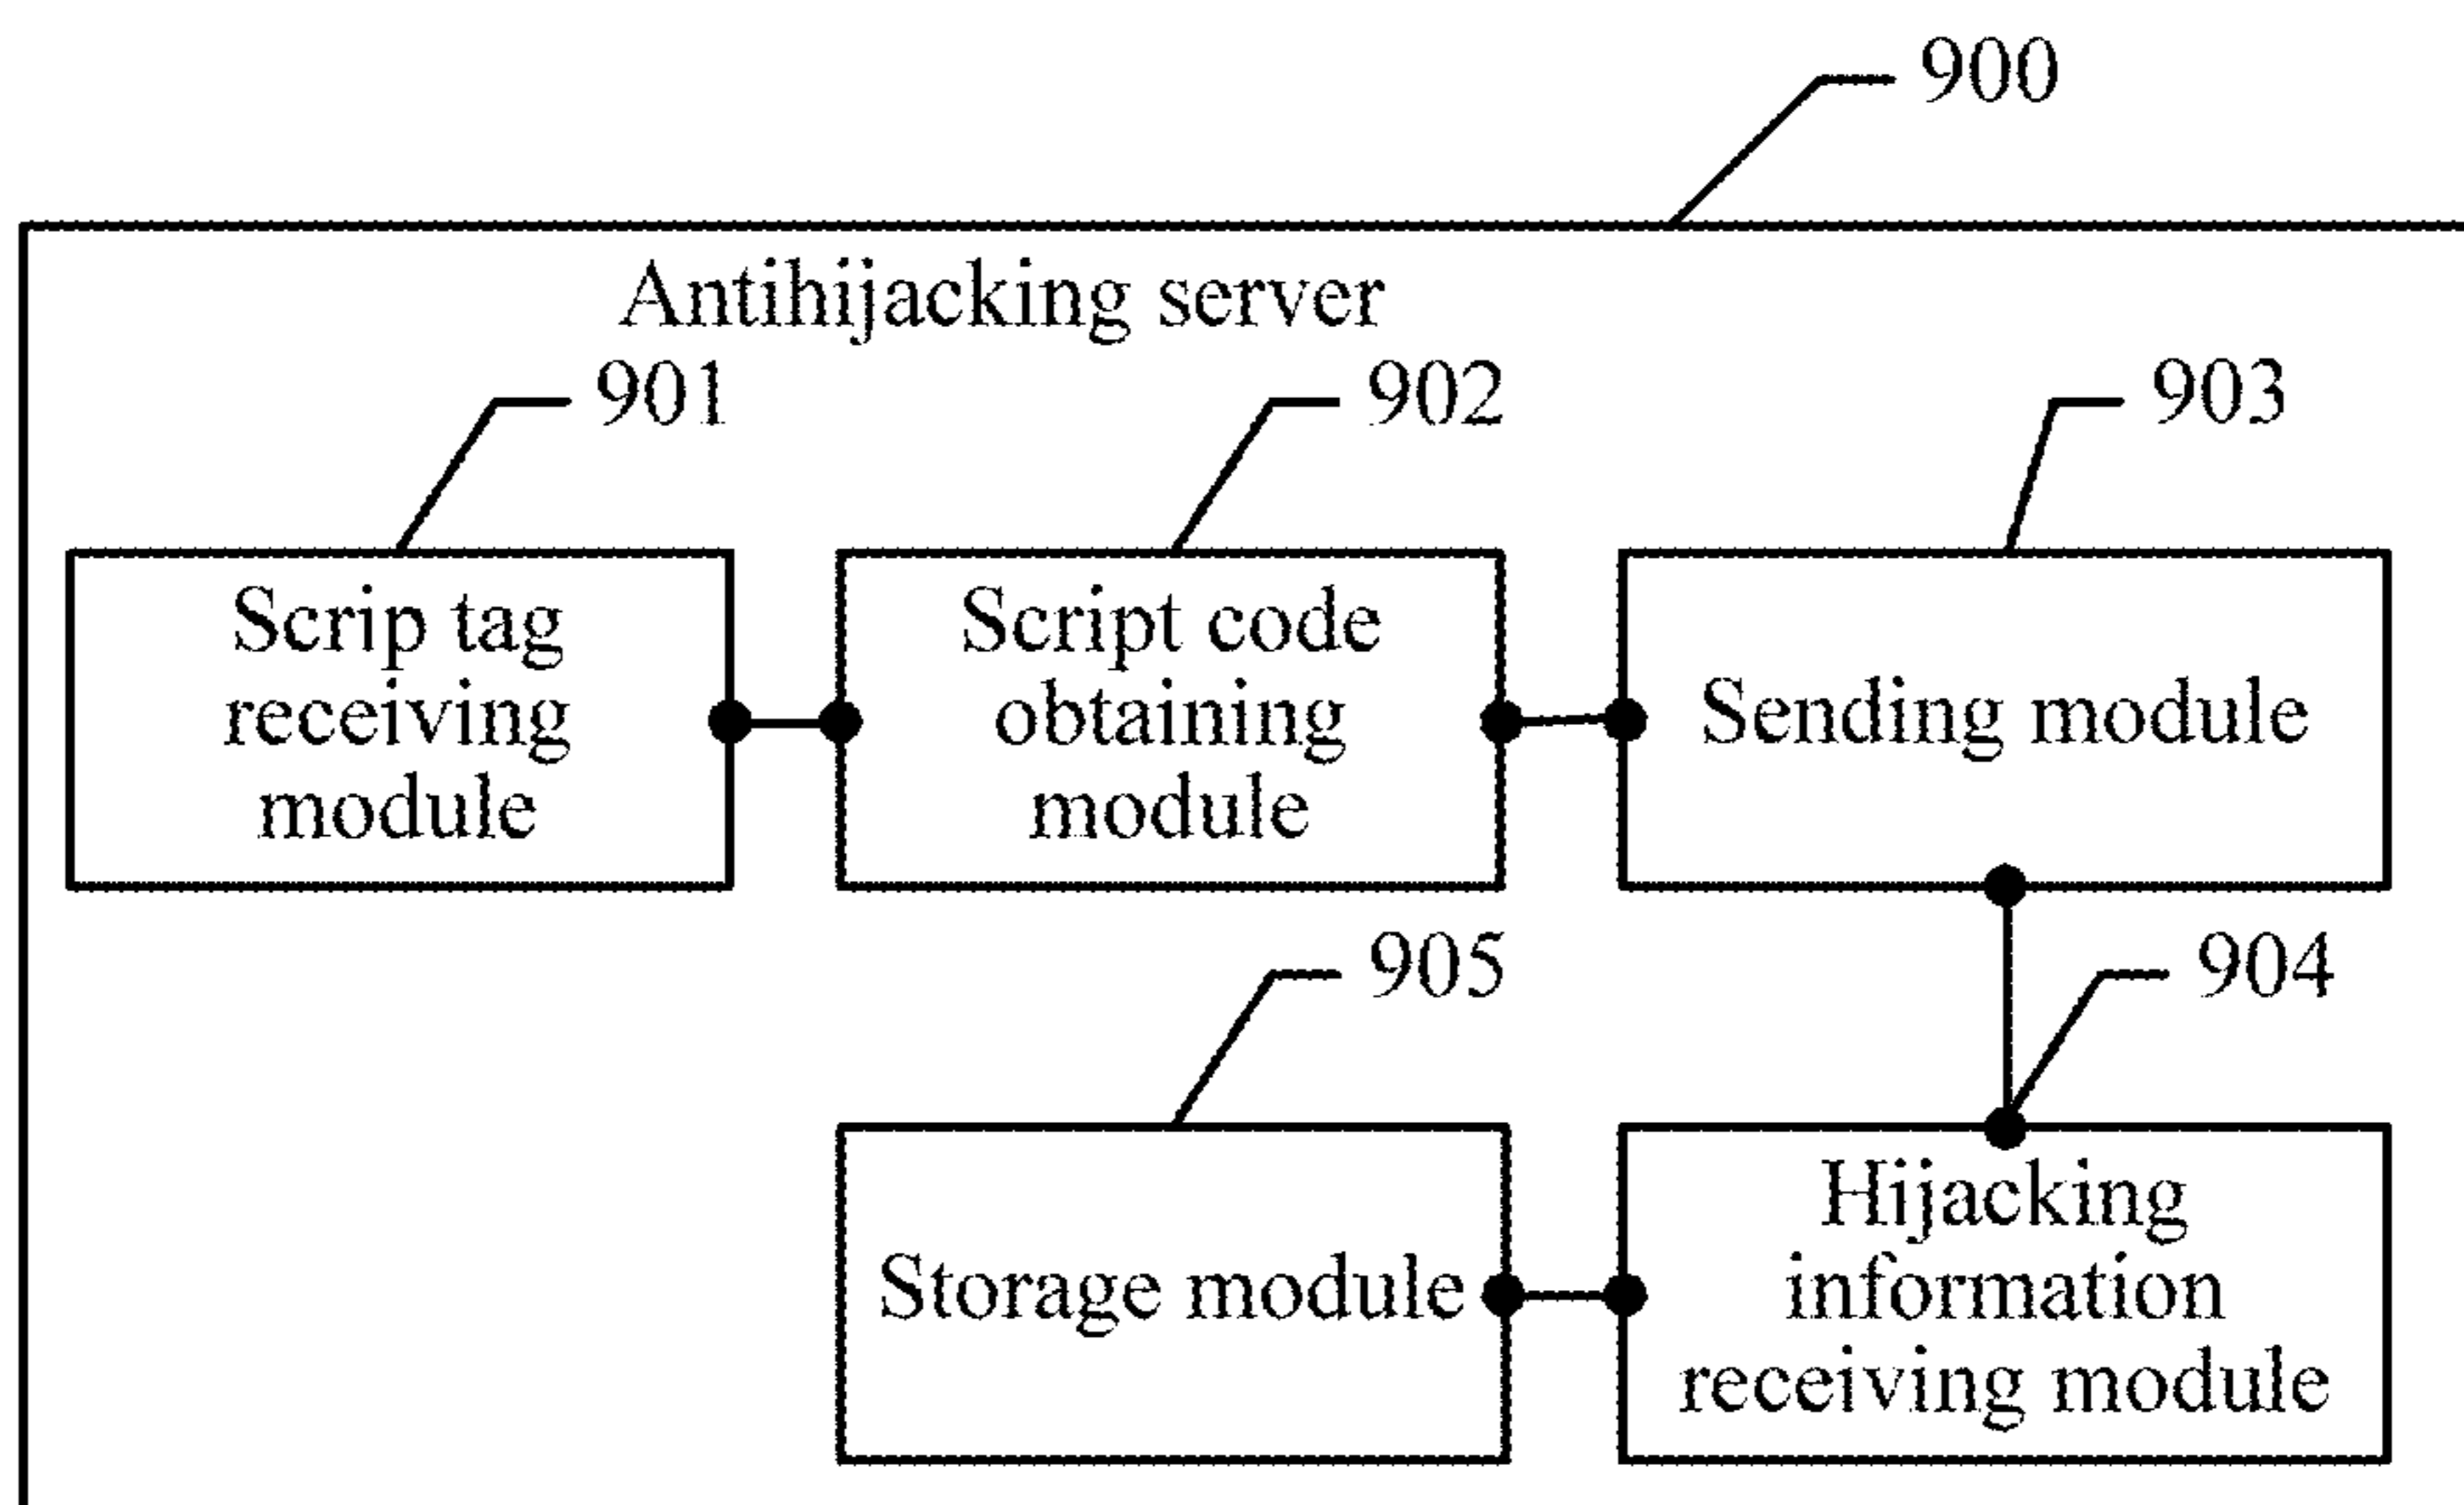 900
Antihijacking server
901
902
903
Scrip tag
receiving
module
Script code
obtaining
module
Sending module
905
904
Storage module
Hijacking
information
receiving module